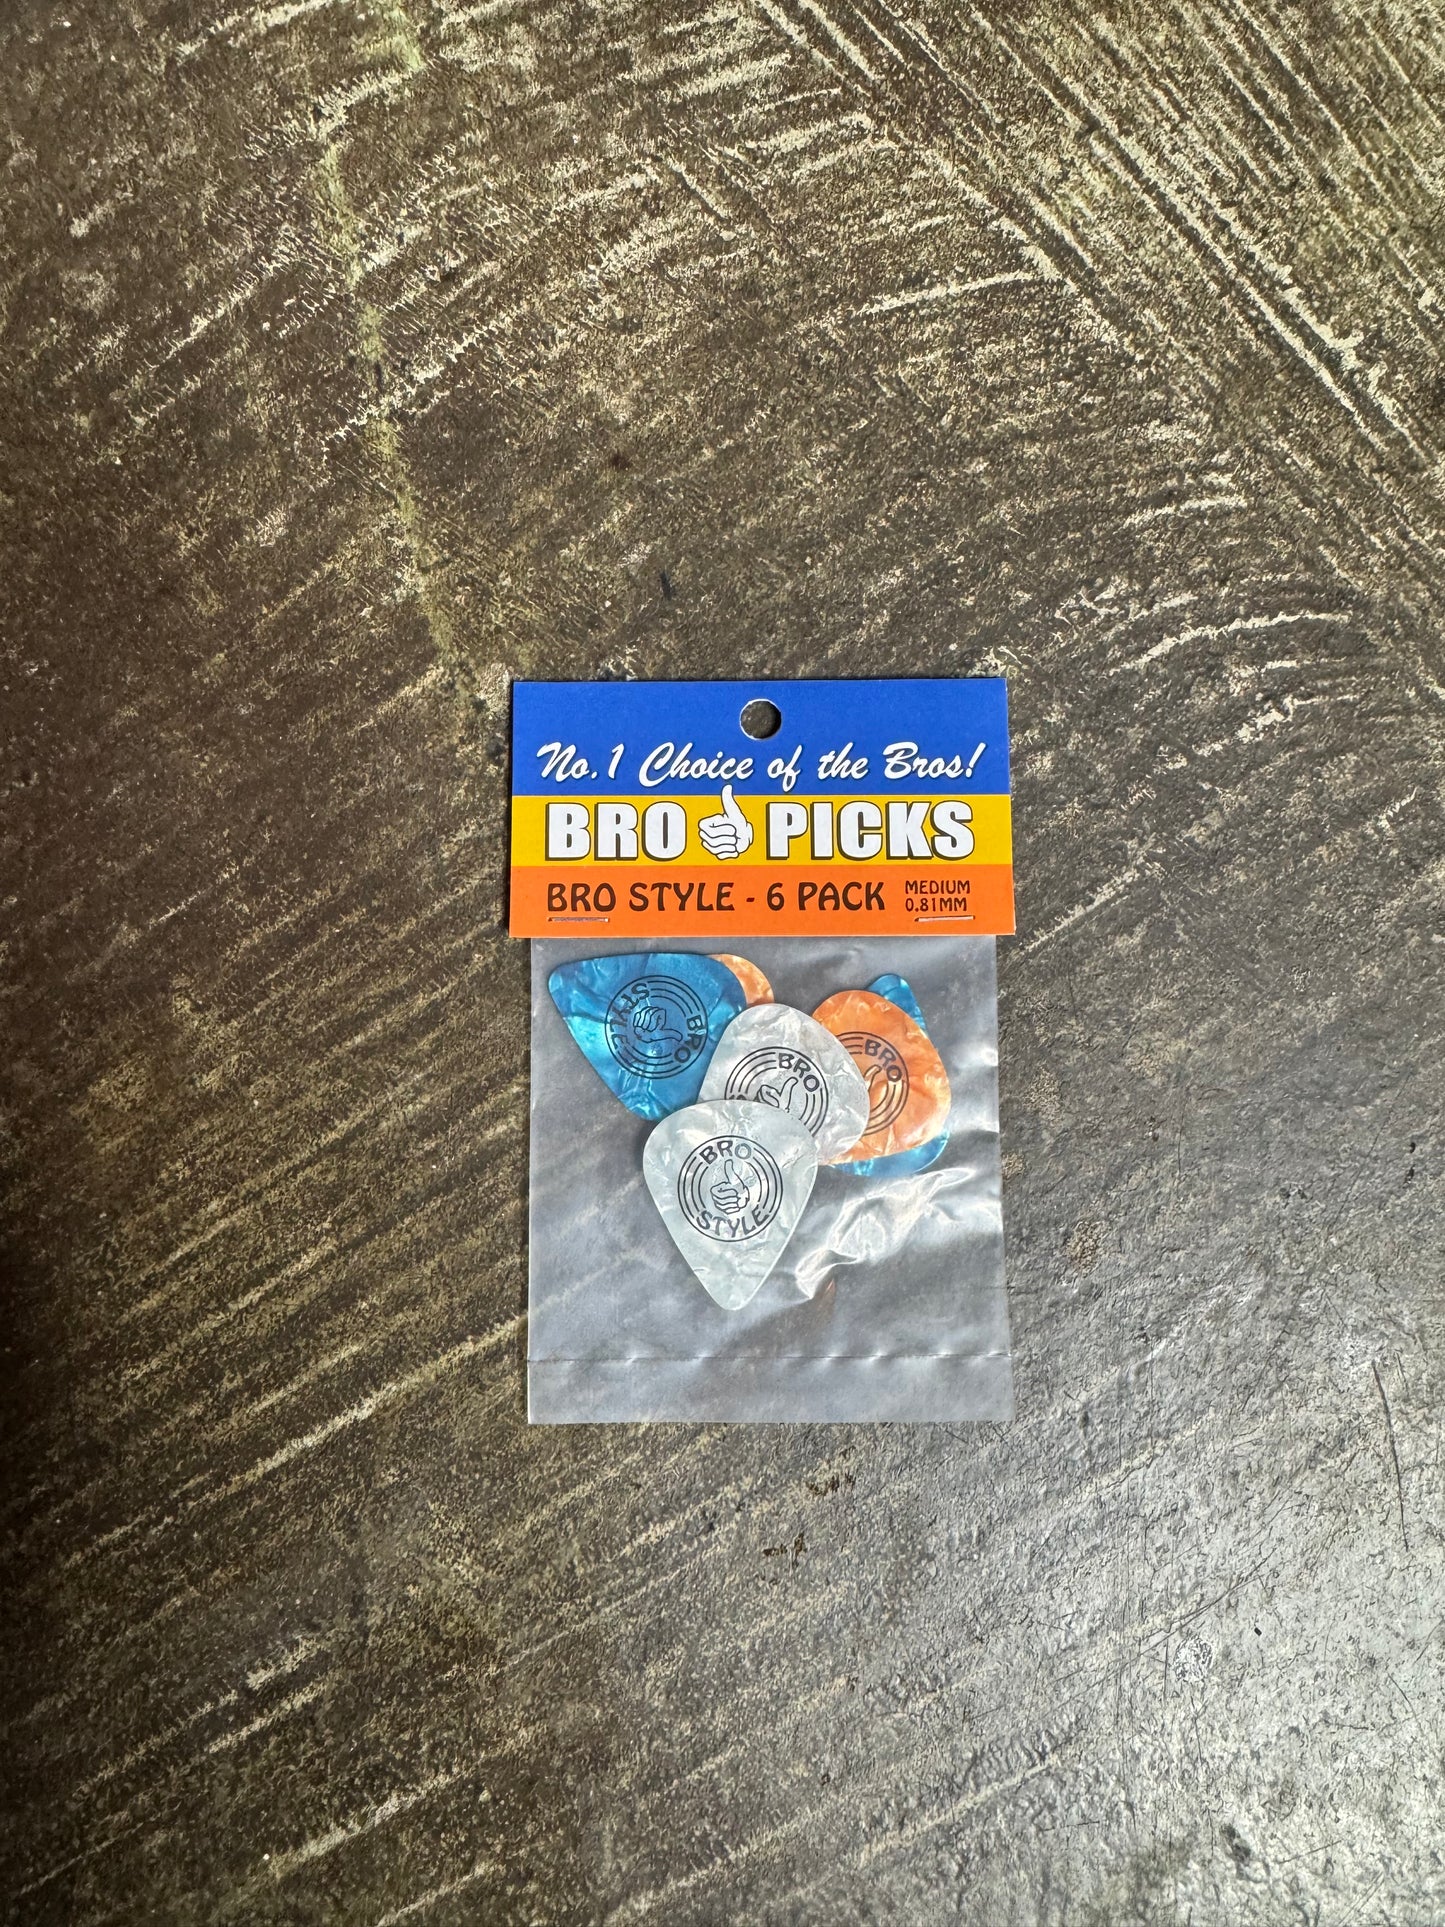 No. 1 Choice of the Bros!
BRO PICKS
BRO STYLE - 6 PACK
MEDIUM
0.81MM
BRO
STYLE
BRO
BRO
BRO
STYLE